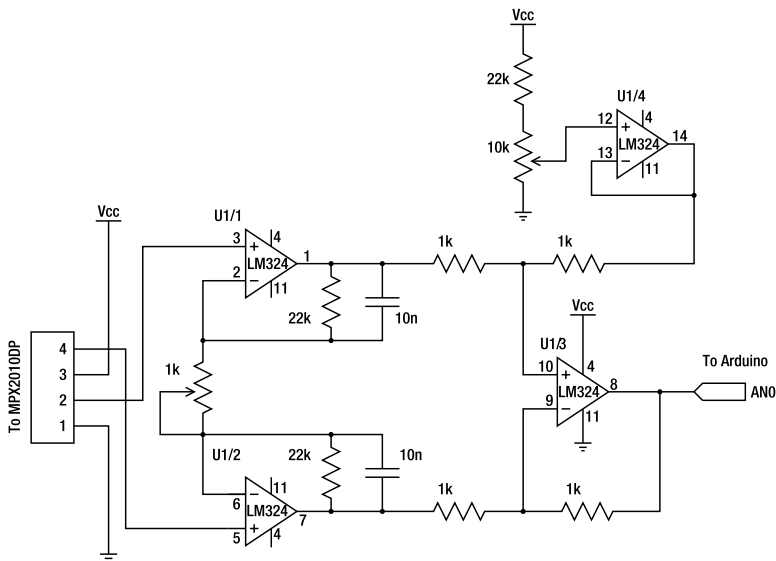 Vcc
22k
U1/4
12
+
4
14
10k
LM324
13
−
11
Vcc
U1/1
3
+
4
1
1k
1k
LM324
2
−
11
22k
10n
Vcc
U1/3
To MPX2010DP
4
3
2
1
1k
10
+
4
8
To Arduino
LM324
AN0
9
−
11
U1/2
22k
10n
11
−
6
1k
1k
LM324
7
5
+
4